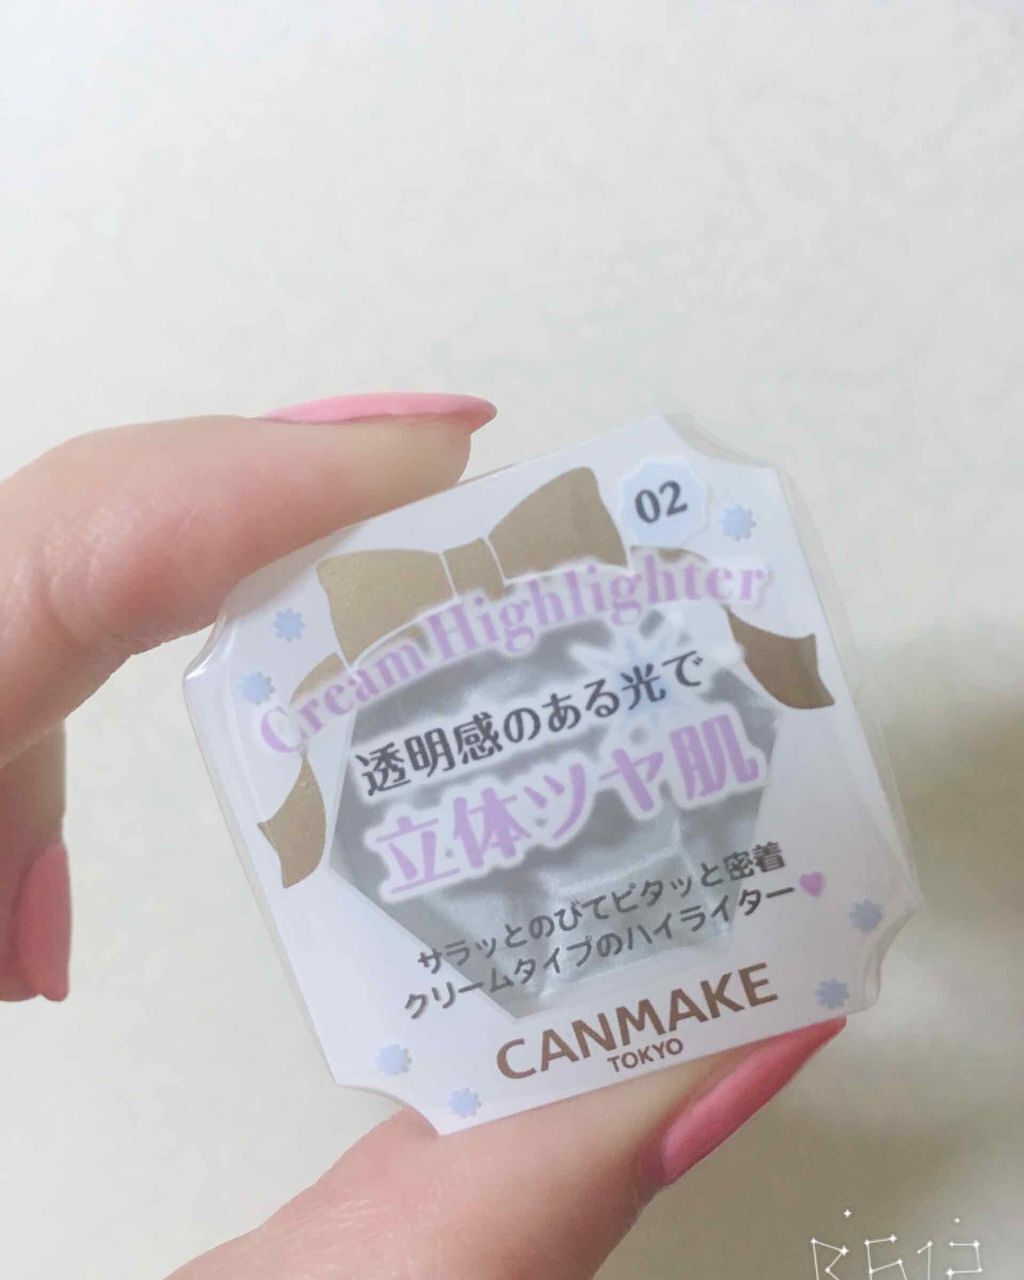 02
Cream Highlighter
透明感のある光で
立体ツヤ肌
サラッとのびてピタッと密着
クリームタイプのハイライター♥
CANMAKE
TOKYO
B612